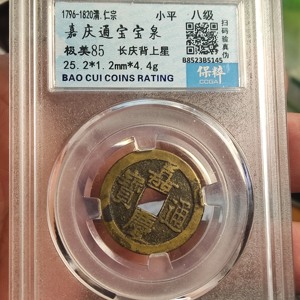 1796-1820清.仁宗 小平 八级
嘉庆通宝宝泉
极美85 长庆背上星
25.2*1.2mm*4.4g
BAO CUI COINS RATING
扫码验真伪
B8523B5145
保粹
CGRA
嘉慶通寶